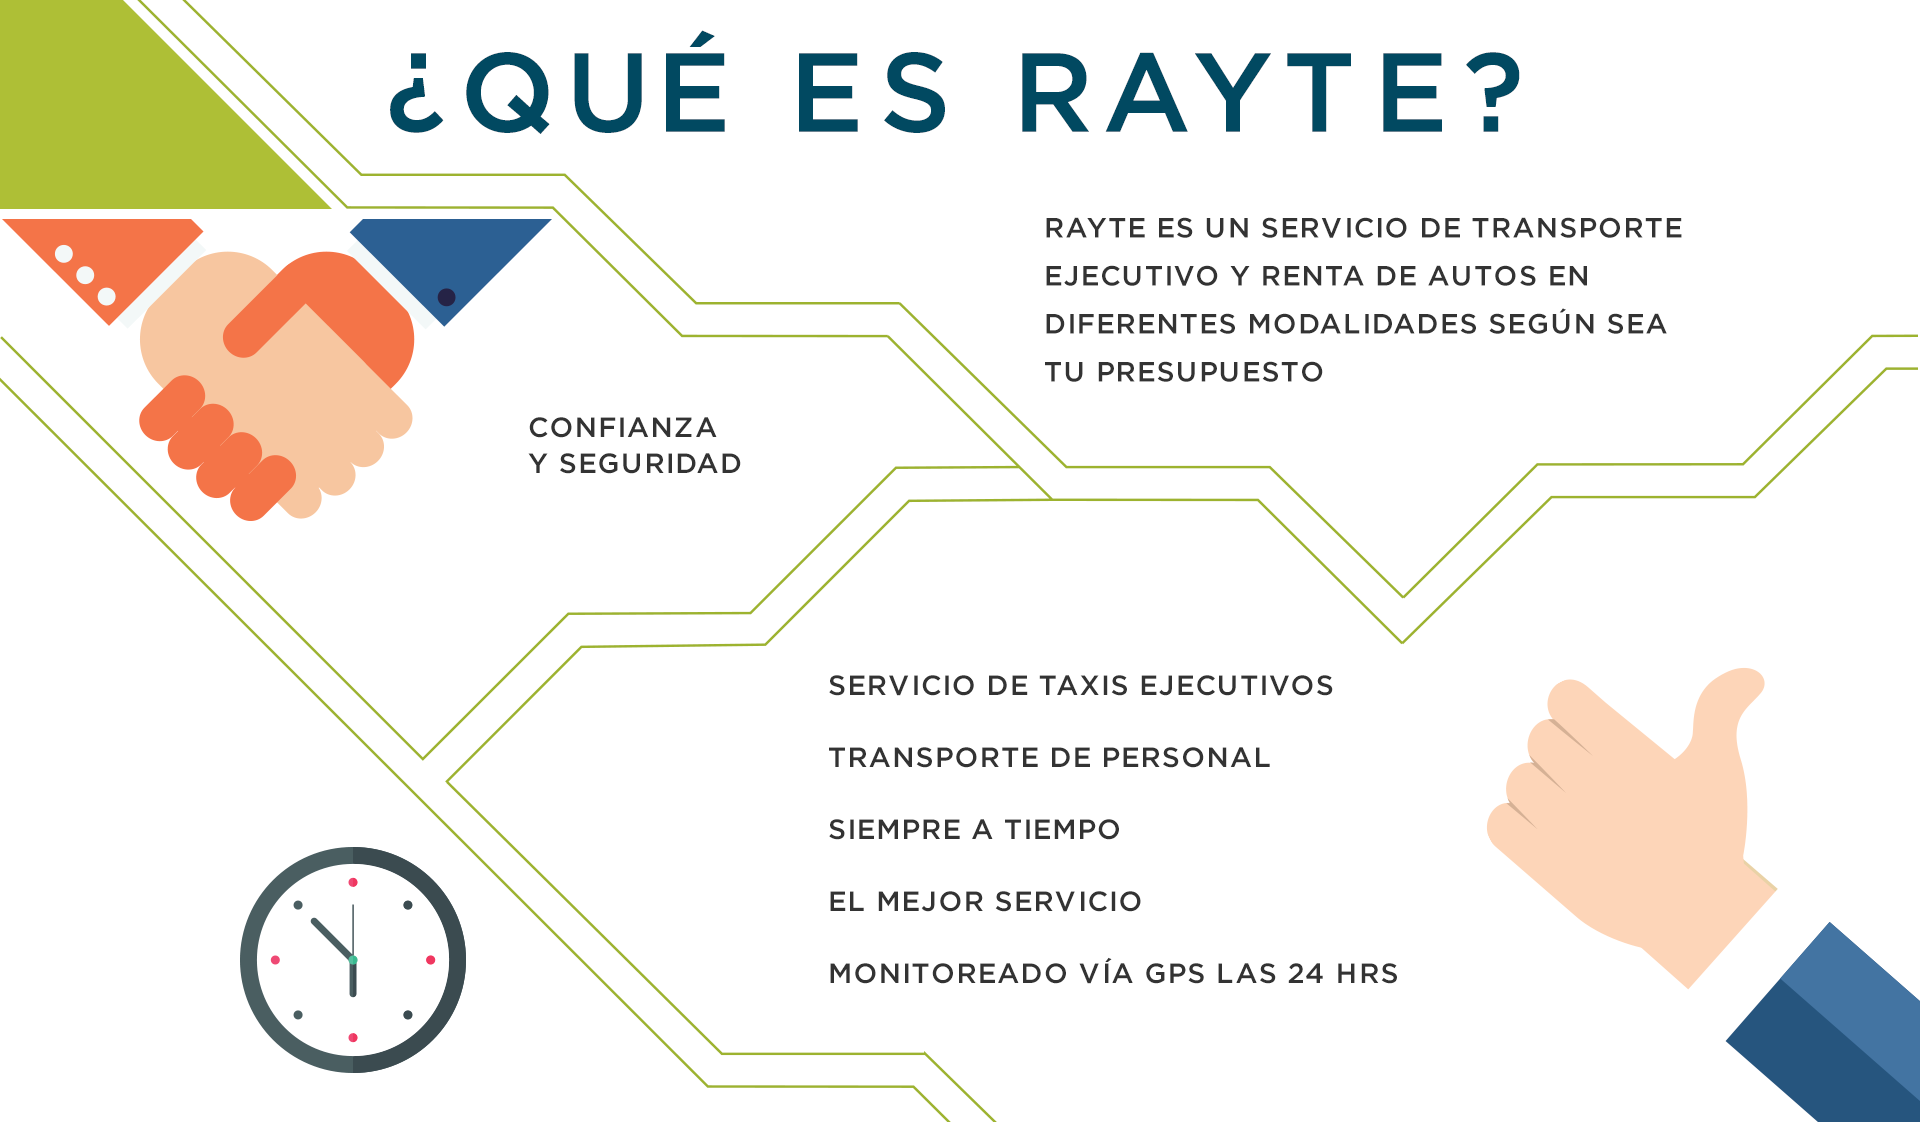 ¿QUÉ ES RAYTE?
RAYTE ES UN SERVICIO DE TRANSPORTE
EJECUTIVO Y RENTA DE AUTOS EN
DIFERENTES MODALIDADES SEGÚN SEA
TU PRESUPUESTO
CONFIANZA
Y SEGURIDAD
SERVICIO DE TAXIS EJECUTIVOS
TRANSPORTE DE PERSONAL
SIEMPRE A TIEMPO
EL MEJOR SERVICIO
MONITOREADO VÍA GPS LAS 24 HRS